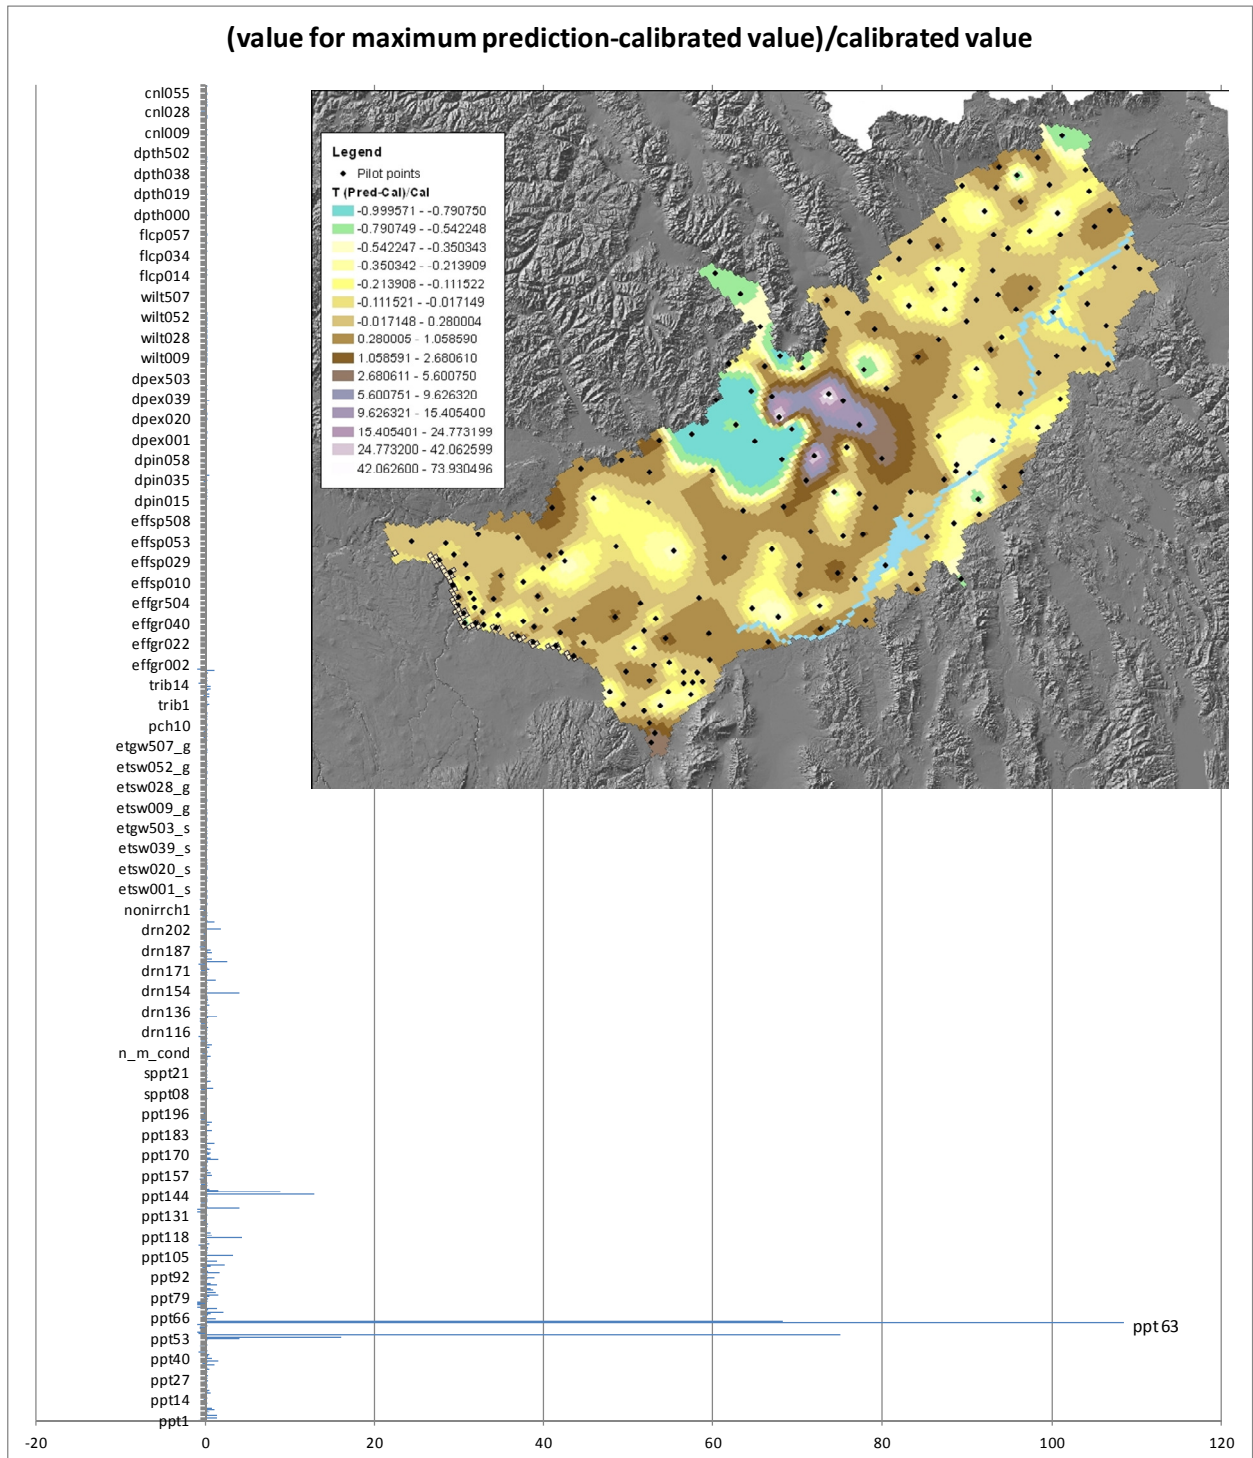 (value for maximum prediction-calibrated value)/calibrated value
cnl055
cnl028
cnl009
dpth502
dpth038
dpth019
dpth000
flcp057
flcp034
flcp014
wilt507
wilt052
wilt028
wilt009
dpex503
dpex039
dpex020
dpex001
dpin058
dpin035
dpin015
effsp508
effsp053
effsp029
effsp010
effgr504
effgr040
effgr022
effgr002
trib14
trib1
pch10
etgw507_g
etsw052_g
etsw028_g
etsw009_g
etgw503_s
etsw039_s
etsw020_s
etsw001_s
nonirrch1
drn202
drn187
drn171
drn154
drn136
drn116
n_m_cond
sppt21
sppt08
ppt196
ppt183
ppt170
ppt157
ppt144
ppt131
ppt118
ppt105
ppt92
ppt79
ppt66
ppt53
ppt40
ppt27
ppt14
ppt1
Legend
Pilot points
T (Pred-Cal)/Cal
-0.999571 - -0.790750
-0.790749 - -0.542248
-0.542247 - -0.350343
-0.350342 - -0.213909
-0.213908 - -0.111522
-0.111521 - -0.017149
-0.017148 - 0.280004
0.280005 - 1.058590
1.058591 - 2.680610
2.680611 - 5.600750
5.600751 - 9.626320
9.626321 - 15.405400
15.405401 - 24.773199
24.773200 - 42.062599
42.062600 - 73.930496
ppt 63
-20 0 20 40 60 80 100 120